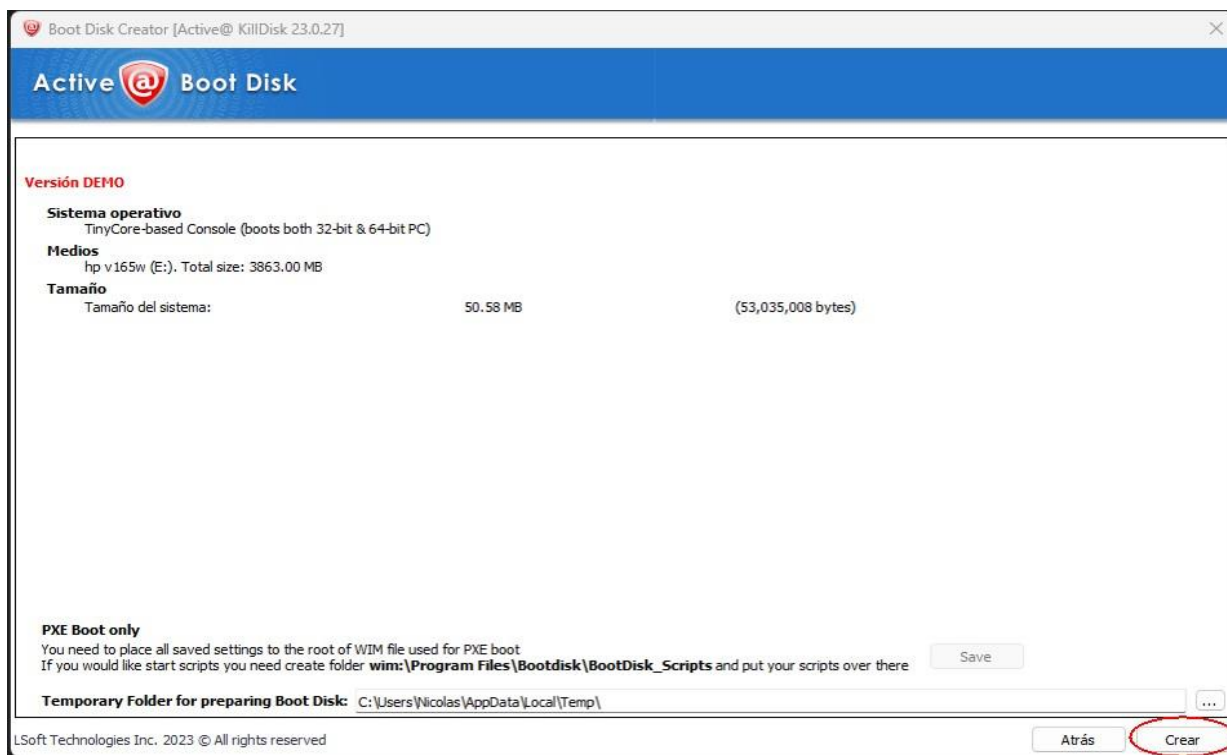 Boot Disk Creator [Active@ KillDisk 23.0.27]
Active@ Boot Disk
Versión DEMO
Sistema operativo
TinyCore-based Console (boots both 32-bit & 64-bit PC)
Medios
hp v165w (E:). Total size: 3863.00 MB
Tamaño
Tamaño del sistema: 50.58 MB (53,035,008 bytes)
PXE Boot only
You need to place all saved settings to the root of WIM file used for PXE boot
If you would like start scripts you need create folder wim:\Program Files\Bootdisk\BootDisk_Scripts and put your scripts over there
Save
Temporary Folder for preparing Boot Disk: C:\Users\Nicolas\AppData\Local\Temp\
...
LSoft Technologies Inc. 2023 © All rights reserved
Atrás
Crear